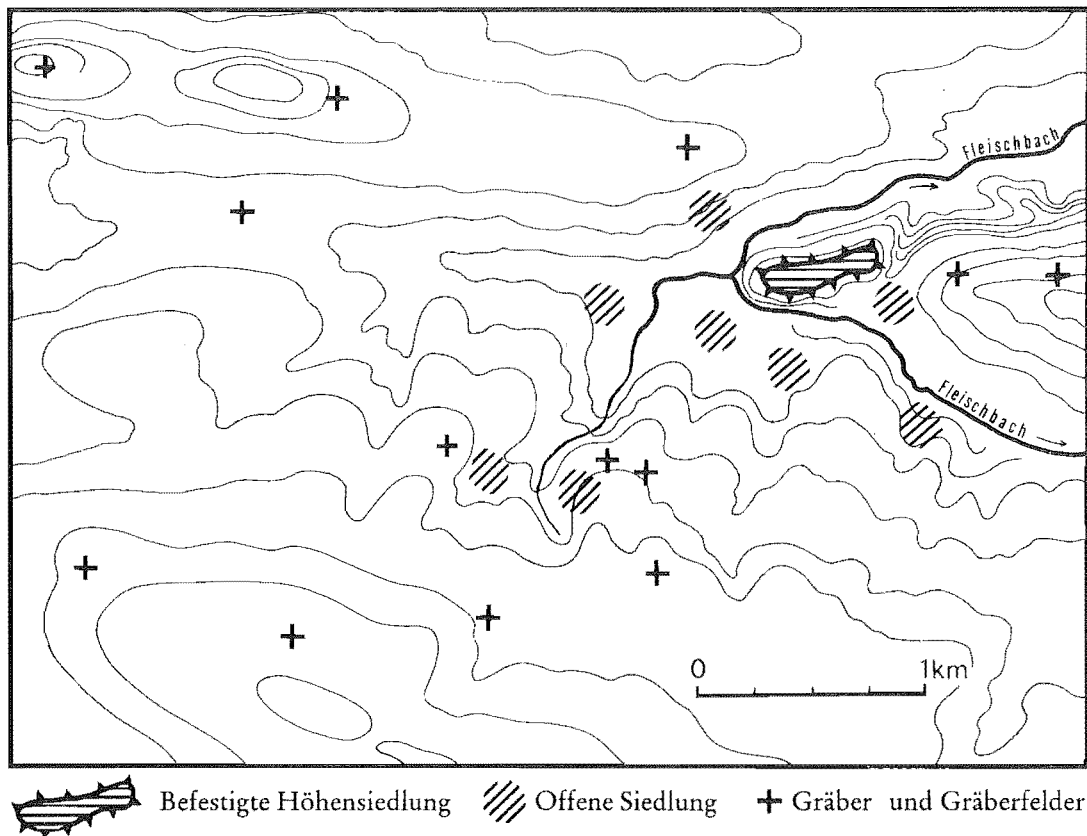 Fleischbach
Fleischbach
0 1km
Befestigte Höhensiedlung Offene Siedlung Gräber und Gräberfelder